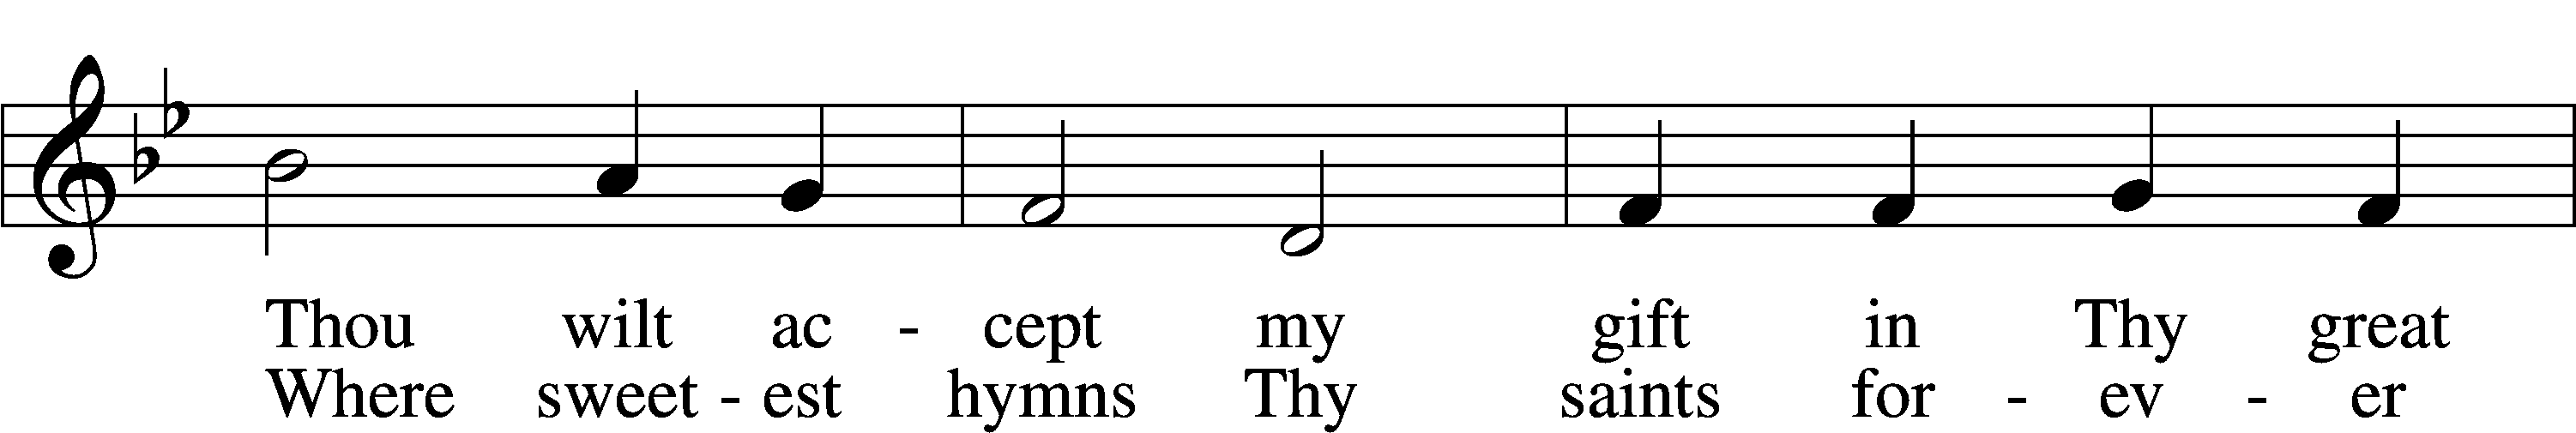 Thou wilt ac - cept my gift in Thy great
Where sweet - est hymns Thy saints for - ev - er